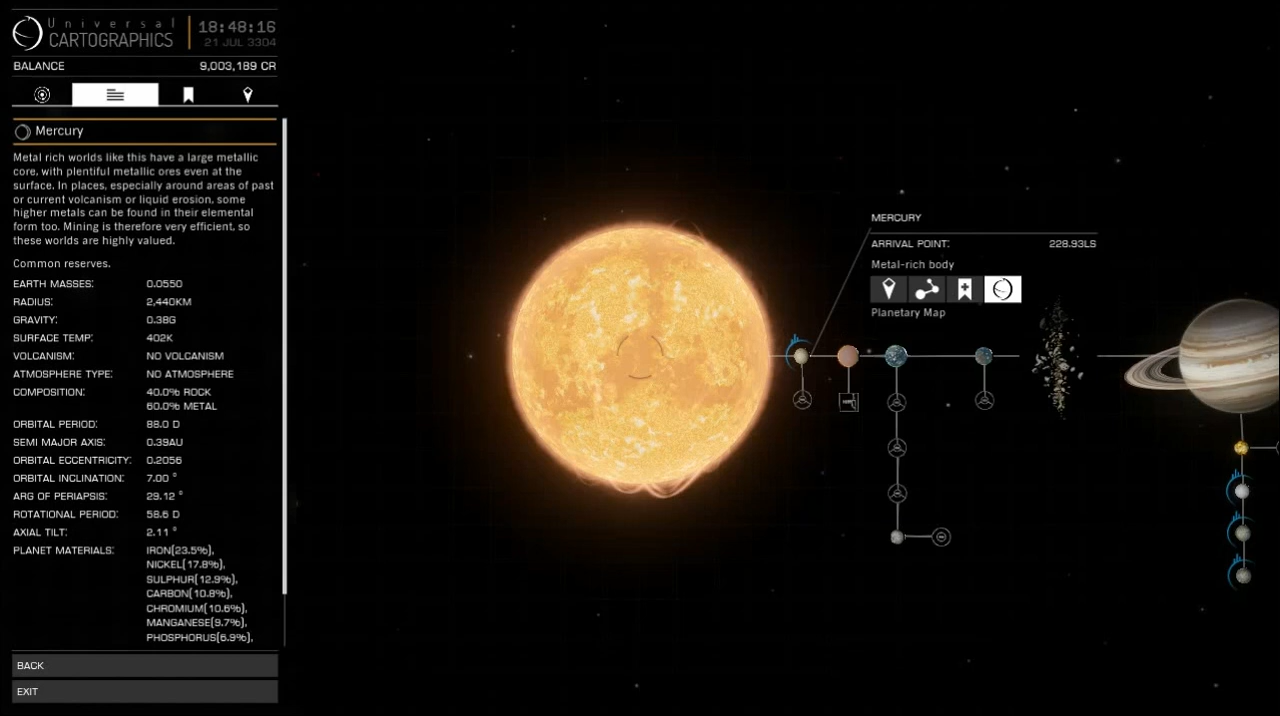 Universal
CARTOGRAPHICS
18:48:16
21 JUL 3304
BALANCE 9,003,189 CR
Mercury
Metal rich worlds like this have a large metallic
core, with plentiful metallic ores even at the
surface. In places, especially around areas of past
or current volcanism or liquid erosion, some
higher metals can be found in their elemental
form too. Mining is therefore very efficient, so
these worlds are highly valued.
Common reserves.
EARTH MASSES: 0.0550
RADIUS: 2,440KM
GRAVITY: 0.38G
SURFACE TEMP: 402K
VOLCANISM: NO VOLCANISM
ATMOSPHERE TYPE: NO ATMOSPHERE
COMPOSITION: 40.0% ROCK
60.0% METAL
ORBITAL PERIOD: 88.0 D
SEMI MAJOR AXIS: 0.39AU
ORBITAL ECCENTRICITY: 0.2056
ORBITAL INCLINATION: 7.00 °
ARG OF PERIAPSIS: 29.12 °
ROTATIONAL PERIOD: 58.6 D
AXIAL TILT: 2.11 °
PLANET MATERIALS: IRON(23.5%),
NICKEL(17.8%),
SULPHUR(12.9%),
CARBON(10.8%),
CHROMIUM(10.6%),
MANGANESE(9.7%),
PHOSPHORUS(6.9%),
BACK
EXIT
MERCURY
ARRIVAL POINT: 228.93LS
Metal-rich body
Planetary Map